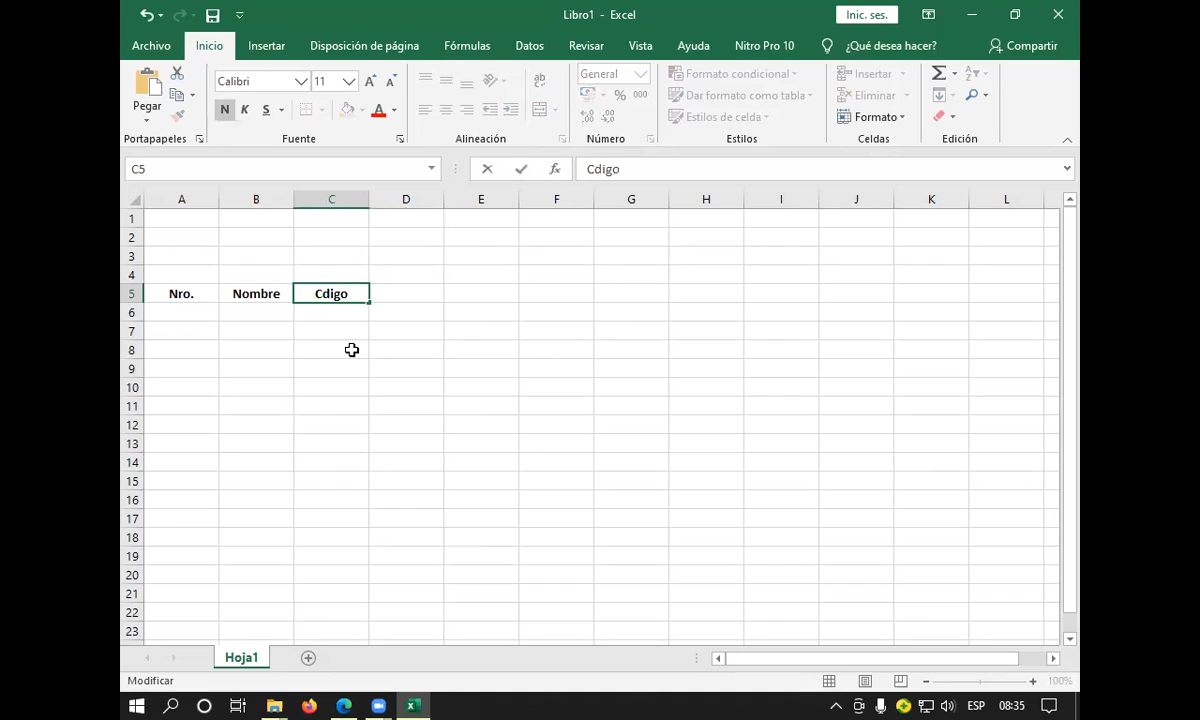 Libro1 - Excel
Inic. ses.
Archivo Inicio Insertar Disposición de página Fórmulas Datos Revisar Vista Ayuda Nitro Pro 10 ¿Qué desea hacer? Compartir
Pegar
Calibri 11
N K S
General
% 000
Formato condicional
Dar formato como tabla
Estilos de celda
Insertar
Eliminar
Formato
Portapapeles Fuente Alineación Número Estilos Celdas Edición
C5 fx Cdigo
A B C D E F G H I J K L
1
2
3
4
5 Nro. Nombre Cdigo
6
7
8
9
10
11
12
13
14
15
16
17
18
19
20
21
22
23
Hoja1
Modificar 100%
ESP 08:35